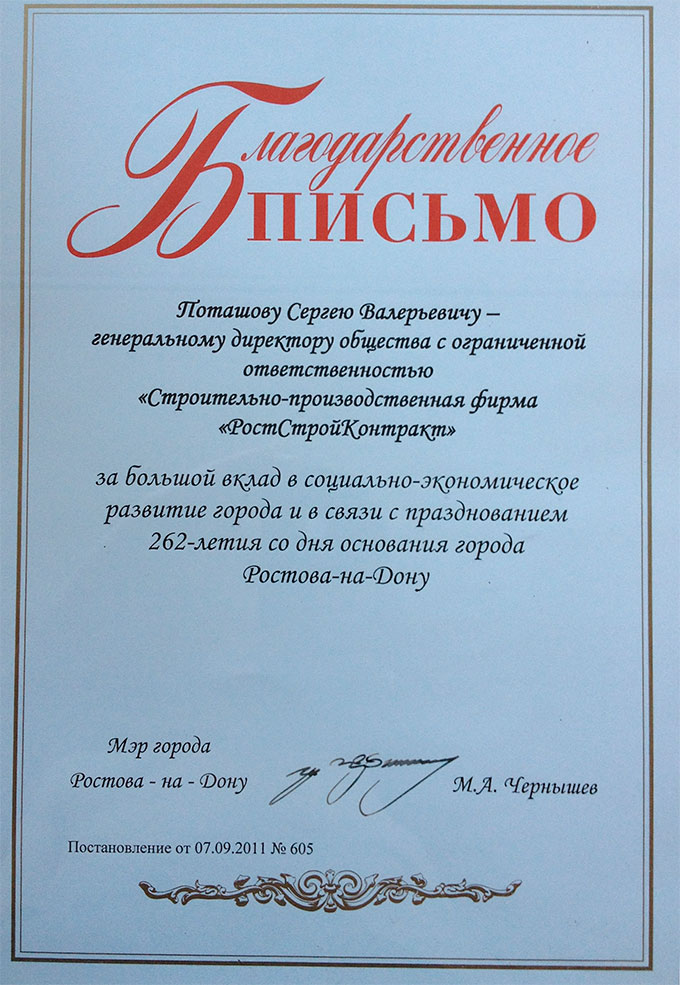 Благодарственное
ПИСЬМО
Поташову Сергею Валерьевичу –
генеральному директору общества с ограниченной
ответственностью
«Строительно-производственная фирма
«РостСтройКонтракт»
за большой вклад в социально-экономическое
развитие города и в связи с празднованием
262-летия со дня основания города
Ростова-на-Дону
Мэр города
Ростова - на - Дону
М.А. Чернышев
Постановление от 07.09.2011 № 605